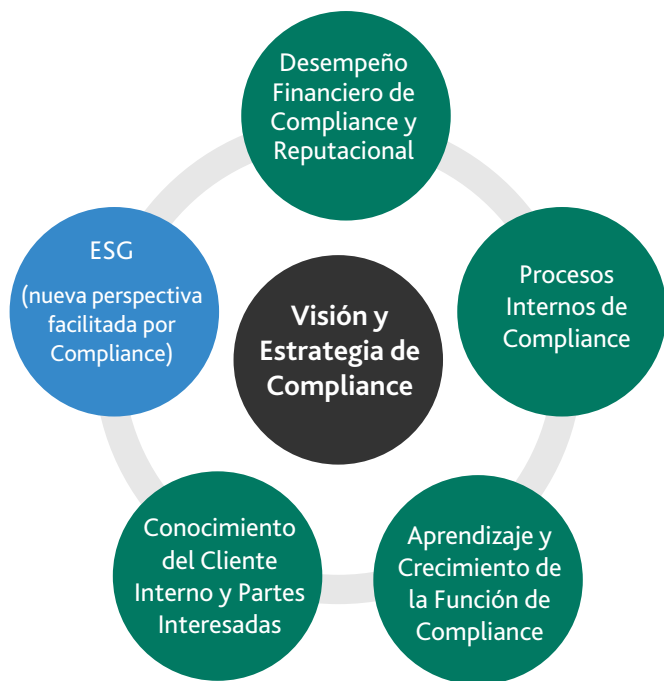 Desempeño
Financiero de
Compliance y
Reputacional
ESG
(nueva perspectiva
facilitada por
Compliance)
Visión y
Estrategia de
Compliance
Procesos
Internos de
Compliance
Conocimiento
del Cliente
Interno y Partes
Interesadas
Aprendizaje y
Crecimiento de
la Función de
Compliance